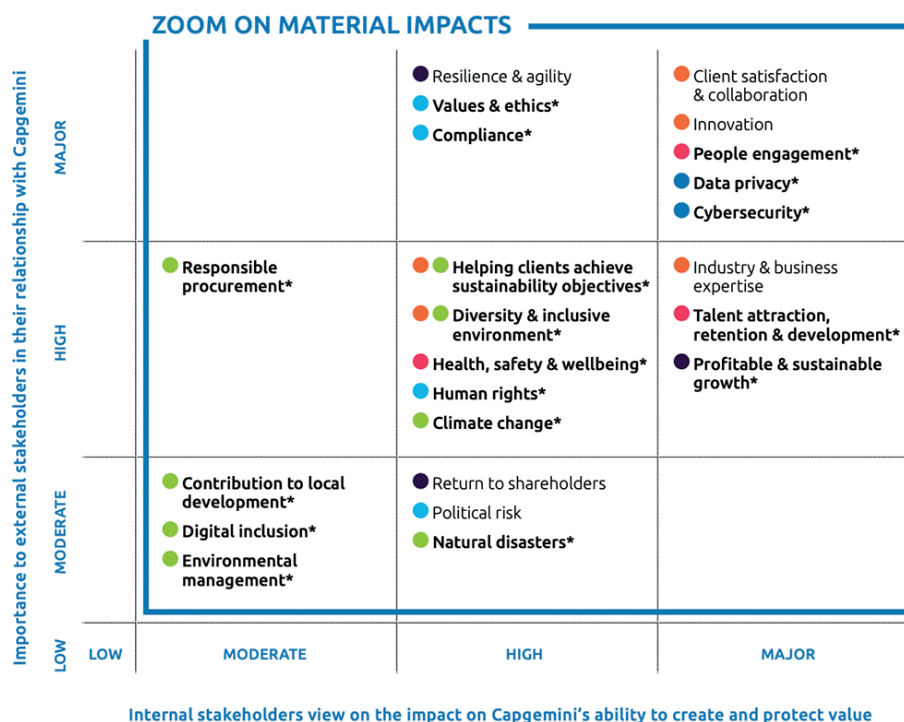 ZOOM ON MATERIAL IMPACTS
Importance to external stakeholders in their relationship with Capgemini
MAJOR
Resilience & agility
Values & ethics*
Compliance*
Client satisfaction
& collaboration
Innovation
People engagement*
Data privacy*
Cybersecurity*
HIGH
Responsible
procurement*
Helping clients achieve
sustainability objectives*
Diversity & inclusive
environment*
Health, safety & wellbeing*
Human rights*
Climate change*
Industry & business
expertise
Talent attraction,
retention & development*
Profitable & sustainable
growth*
MODERATE
Contribution to local
development*
Digital inclusion*
Environmental
management*
Return to shareholders
Political risk
Natural disasters*
LOW
LOW
MODERATE
HIGH
MAJOR
Internal stakeholders view on the impact on Capgemini's ability to create and protect value